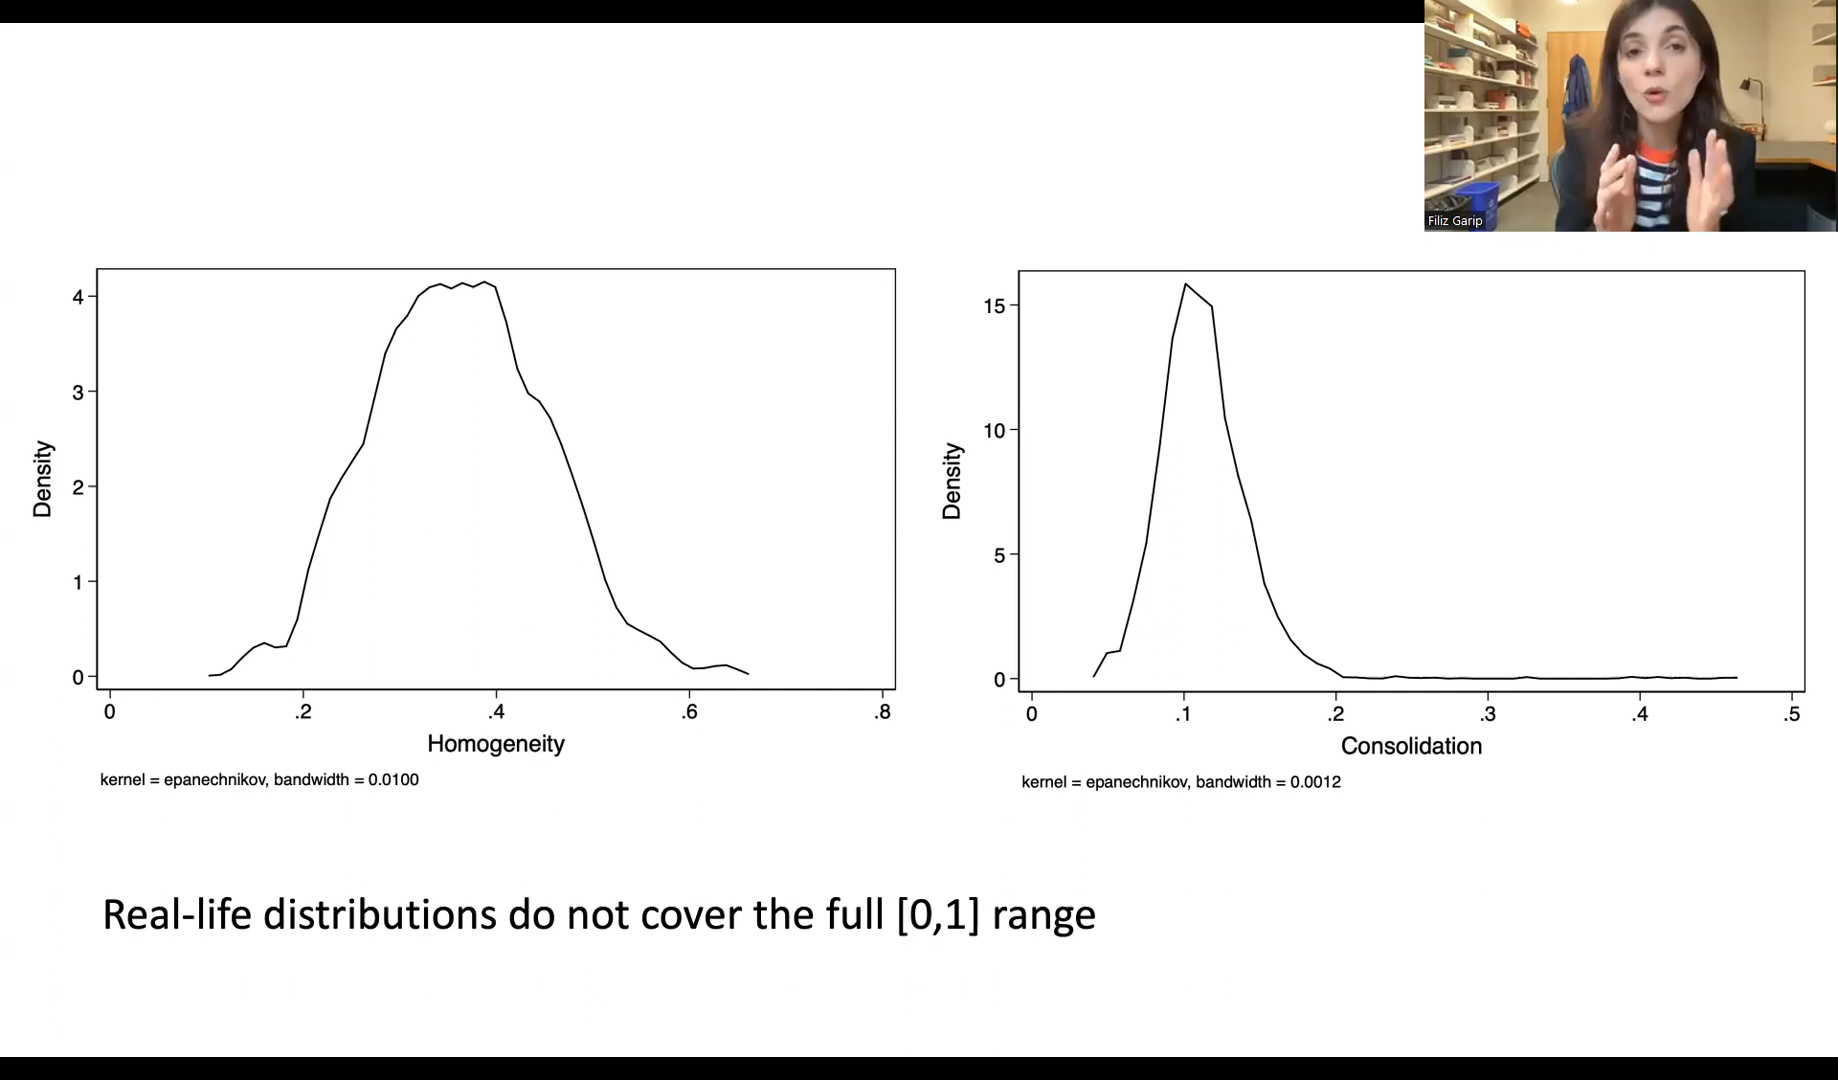 Filiz Garip
4
3
2
1
0
Density
0 .2 .4 .6 .8
Homogeneity
kernel = epanechnikov, bandwidth = 0.0100
15
10
5
0
Density
0 .1 .2 .3 .4 .5
Consolidation
kernel = epanechnikov, bandwidth = 0.0012
Real-life distributions do not cover the full [0,1] range